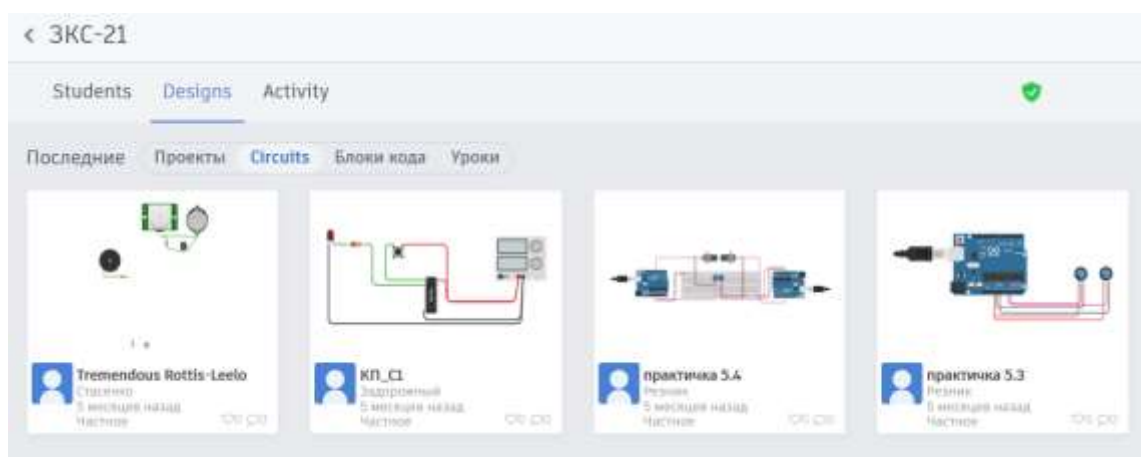 ‹ ЗКС-21
Students Designs Activity
Последние Проекты Circuits Блоки кода Уроки
Tremendous Rottis-Leelo
Стасенко
5 месяцев назад
Частное
КП_С1
Задорожный
5 месяцев назад
Частное
практичка 5.4
Резник
5 месяцев назад
Частное
практичка 5.3
Резник
5 месяцев назад
Частное